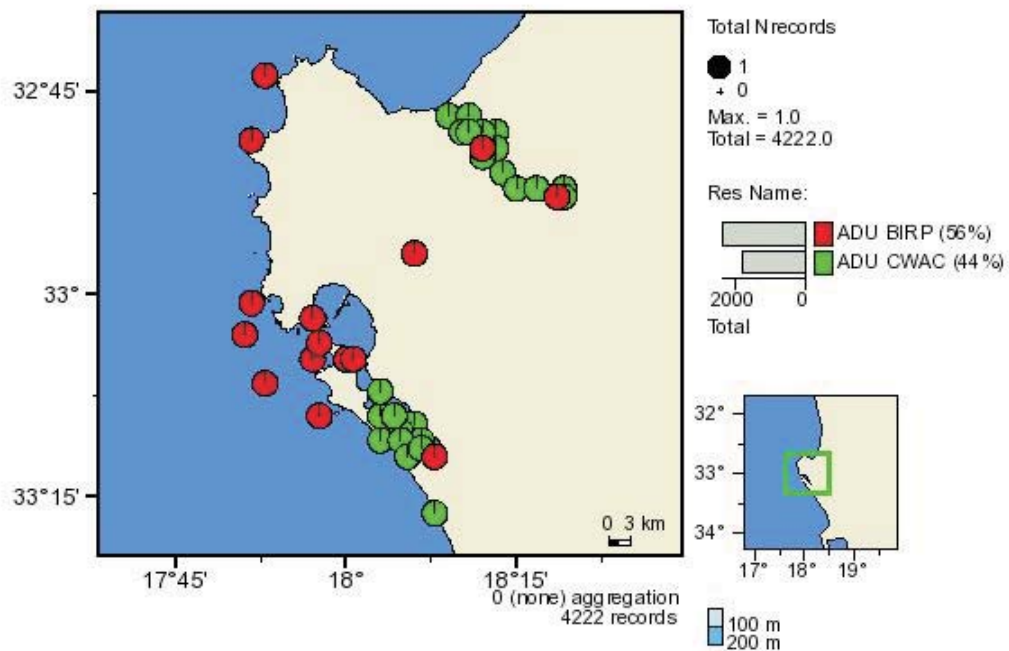 32°45'
33°
33°15'
17°45'
18°
18°15'
0 3 km
0 (none) aggregation
4222 records
Total Nrecords
1
+ 0
Max. = 1.0
Total = 4222.0
Res Name:
ADU BIRP (56%)
ADU CWAC (44%)
2000 0
Total
32°
33°
34°
17° 18° 19°
100 m
200 m